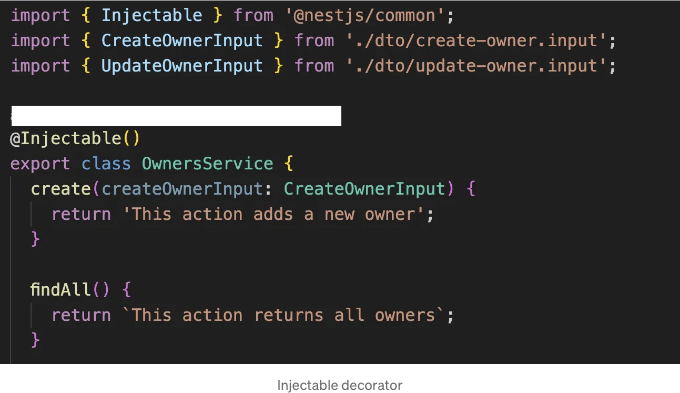 import { Injectable } from '@nestjs/common';
import { CreateOwnerInput } from './dto/create-owner.input';
import { UpdateOwnerInput } from './dto/update-owner.input';
@Injectable()
export class OwnersService {
create(createOwnerInput: CreateOwnerInput) {
return 'This action adds a new owner';
}
findAll() {
return `This action returns all owners`;
}
Injectable decorator